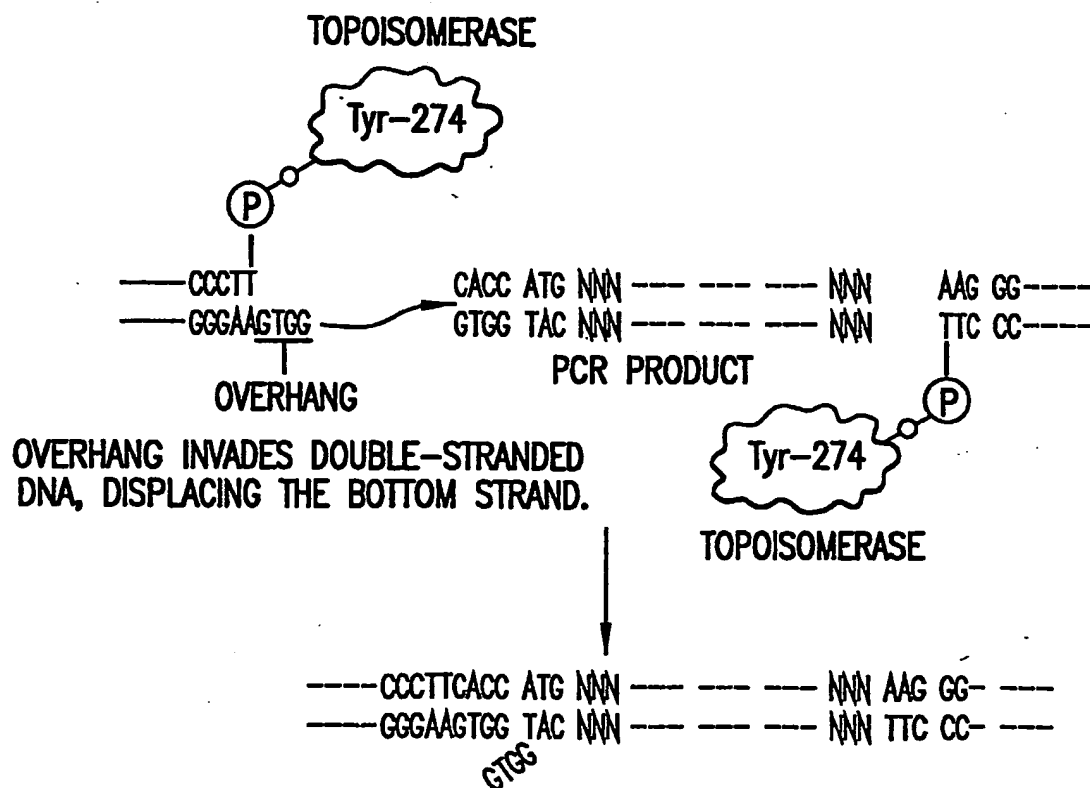 TOPOISOMERASE
Tyr-274
P
CCCTT
GGGAAGTGG
OVERHANG
CACC ATG NNN --- --- --- NNN AAG GG----
GTGG TAC NNN --- --- --- NNN TTC CC----
PCR PRODUCT
P
Tyr-274
TOPOISOMERASE
OVERHANG INVADES DOUBLE-STRANDED
DNA, DISPLACING THE BOTTOM STRAND.
----CCCTTCACC ATG NNN --- --- --- NNN AAG GG- ----
----GGGAAGTGG TAC NNN --- --- --- NNN TTC CC- ----
GTGG